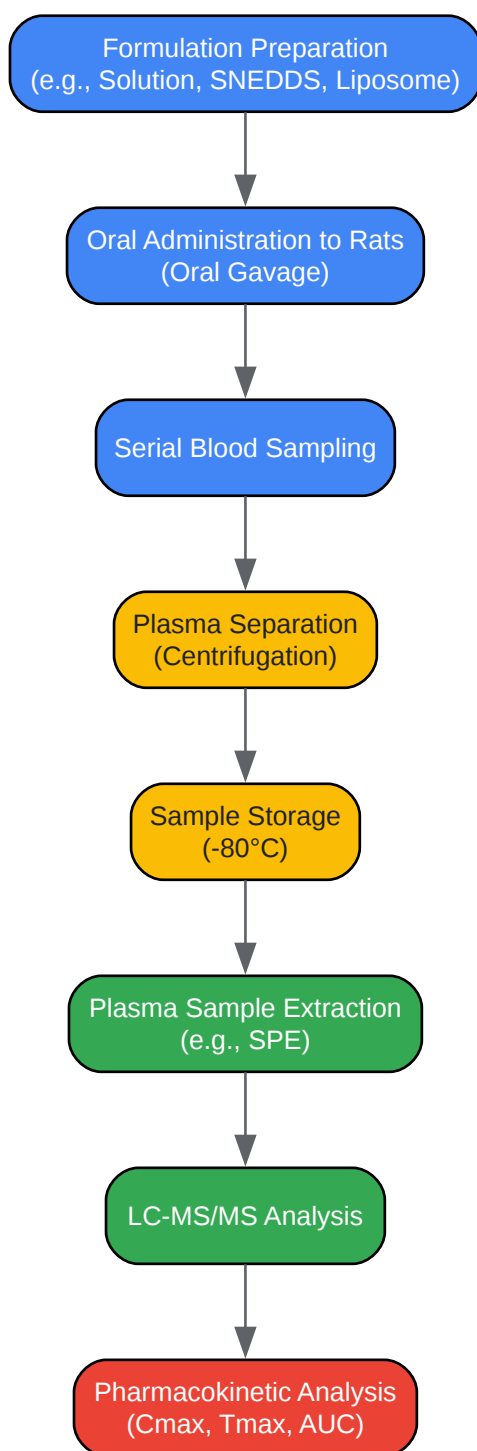 Formulation Preparation
(e.g., Solution, SNEDDS, Liposome)
Oral Administration to Rats
(Oral Gavage)
Serial Blood Sampling
Plasma Separation
(Centrifugation)
Sample Storage
(-80°C)
Plasma Sample Extraction
(e.g., SPE)
LC-MS/MS Analysis
Pharmacokinetic Analysis
(Cmax, Tmax, AUC)